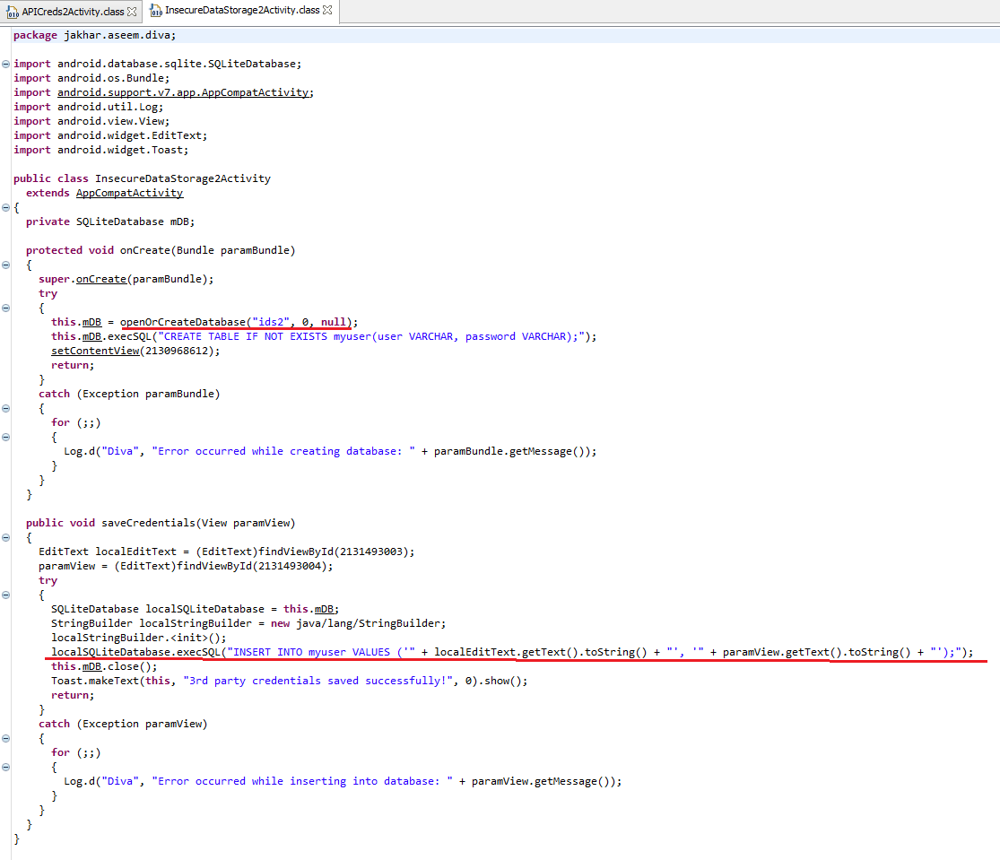 APICreds2Activity.class InsecureDataStorage2Activity.class
package jakhar.aseem.diva;
import android.database.sqlite.SQLiteDatabase;
import android.os.Bundle;
import android.support.v7.app.AppCompatActivity;
import android.util.Log;
import android.view.View;
import android.widget.EditText;
import android.widget.Toast;
public class InsecureDataStorage2Activity
  extends AppCompatActivity
{
  private SQLiteDatabase mDB;
  protected void onCreate(Bundle paramBundle)
  {
    super.onCreate(paramBundle);
    try
    {
      this.mDB = openOrCreateDatabase("ids2", 0, null);
      this.mDB.execSQL("CREATE TABLE IF NOT EXISTS myuser(user VARCHAR, password VARCHAR);");
      setContentView(2130968612);
      return;
    }
    catch (Exception paramBundle)
    {
      for (;;)
      {
        Log.d("Diva", "Error occurred while creating database: " + paramBundle.getMessage());
      }
    }
  }
  public void saveCredentials(View paramView)
  {
    EditText localEditText = (EditText)findViewById(2131493003);
    paramView = (EditText)findViewById(2131493004);
    try
    {
      SQLiteDatabase localSQLiteDatabase = this.mDB;
      StringBuilder localStringBuilder = new java/lang/StringBuilder;
      localStringBuilder.<init>();
      localSQLiteDatabase.execSQL("INSERT INTO myuser VALUES ('" + localEditText.getText().toString() + "', '" + paramView.getText().toString() + "');");
      this.mDB.close();
      Toast.makeText(this, "3rd party credentials saved successfully!", 0).show();
      return;
    }
    catch (Exception paramView)
    {
      for (;;)
      {
        Log.d("Diva", "Error occurred while inserting into database: " + paramView.getMessage());
      }
    }
  }
}